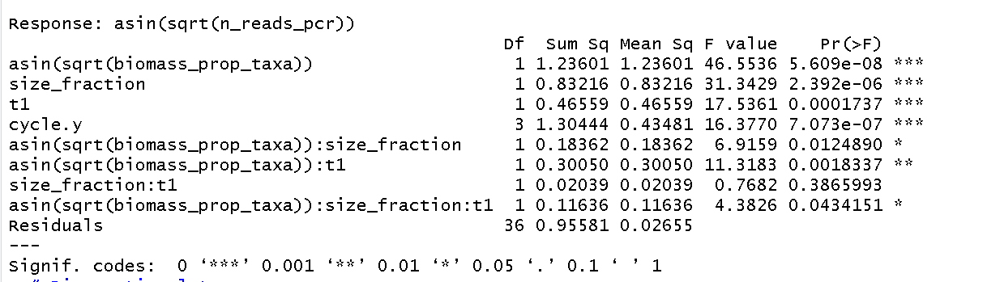 Response: asin(sqrt(n_reads_pcr))
Df Sum Sq Mean Sq F value Pr(>F)
asin(sqrt(biomass_prop_taxa)) 1 1.23601 1.23601 46.5536 5.609e-08 ***
size_fraction 1 0.83216 0.83216 31.3429 2.392e-06 ***
t1 1 0.46559 0.46559 17.5361 0.0001737 ***
cycle.y 3 1.30444 0.43481 16.3770 7.073e-07 ***
asin(sqrt(biomass_prop_taxa)):size_fraction 1 0.18362 0.18362 6.9159 0.0124890 *
asin(sqrt(biomass_prop_taxa)):t1 1 0.30050 0.30050 11.3183 0.0018337 **
size_fraction:t1 1 0.02039 0.02039 0.7682 0.3865993
asin(sqrt(biomass_prop_taxa)):size_fraction:t1 1 0.11636 0.11636 4.3826 0.0434151 *
Residuals 36 0.95581 0.02655
---
Signif. codes: 0 ‘***’ 0.001 ‘**’ 0.01 ‘*’ 0.05 ‘.’ 0.1 ‘ ’ 1